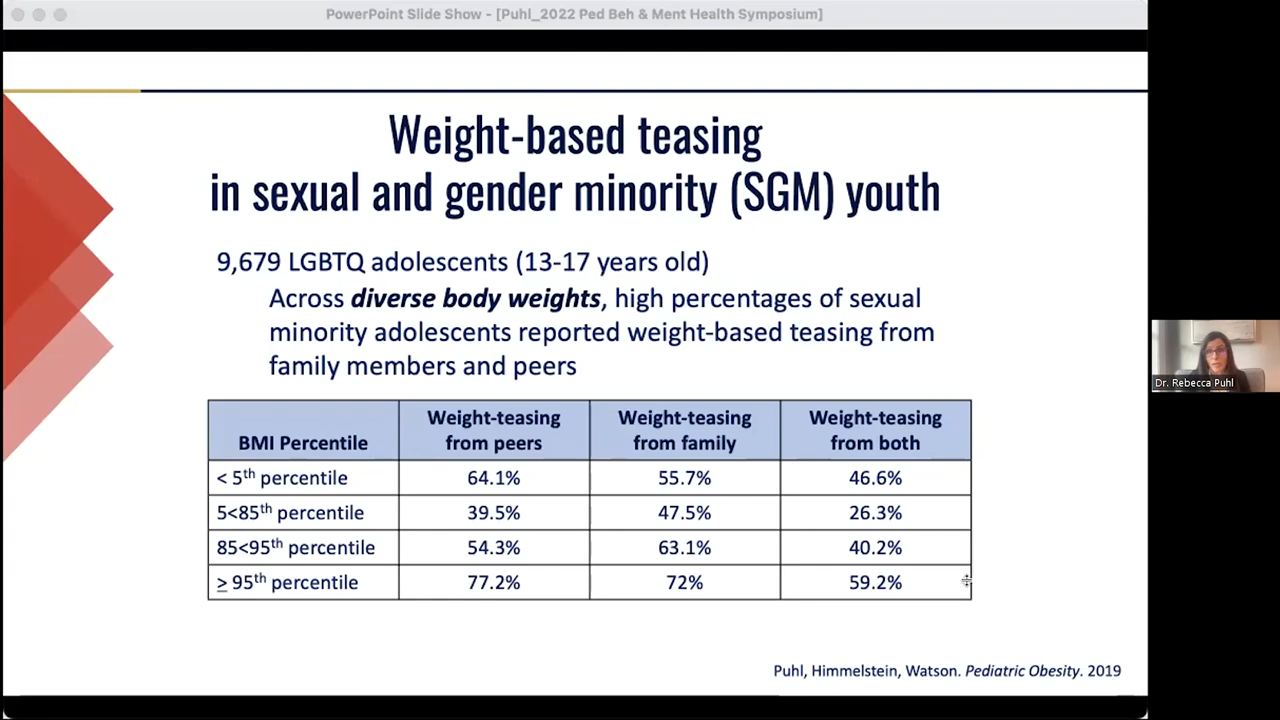 PowerPoint Slide Show - [Puhl_2022 Ped Beh & Ment Health Symposium]
Weight-based teasing
in sexual and gender minority (SGM) youth
9,679 LGBTQ adolescents (13-17 years old)
Across diverse body weights, high percentages of sexual
minority adolescents reported weight-based teasing from
family members and peers
BMI Percentile | Weight-teasing from peers | Weight-teasing from family | Weight-teasing from both
< 5th percentile | 64.1% | 55.7% | 46.6%
5<85th percentile | 39.5% | 47.5% | 26.3%
85<95th percentile | 54.3% | 63.1% | 40.2%
≥ 95th percentile | 77.2% | 72% | 59.2%
Puhl, Himmelstein, Watson. Pediatric Obesity. 2019
Dr. Rebecca Puhl